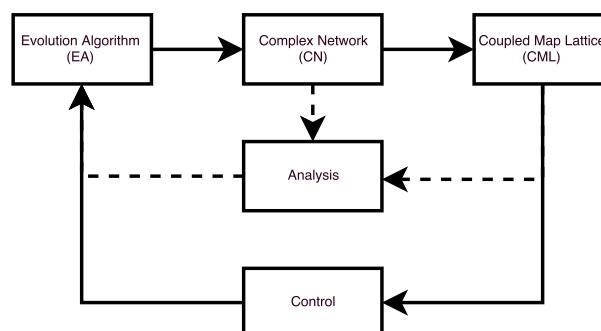 Evolution Algorithm
(EA)
Complex Network
(CN)
Coupled Map Lattice
(CML)
Analysis
Control